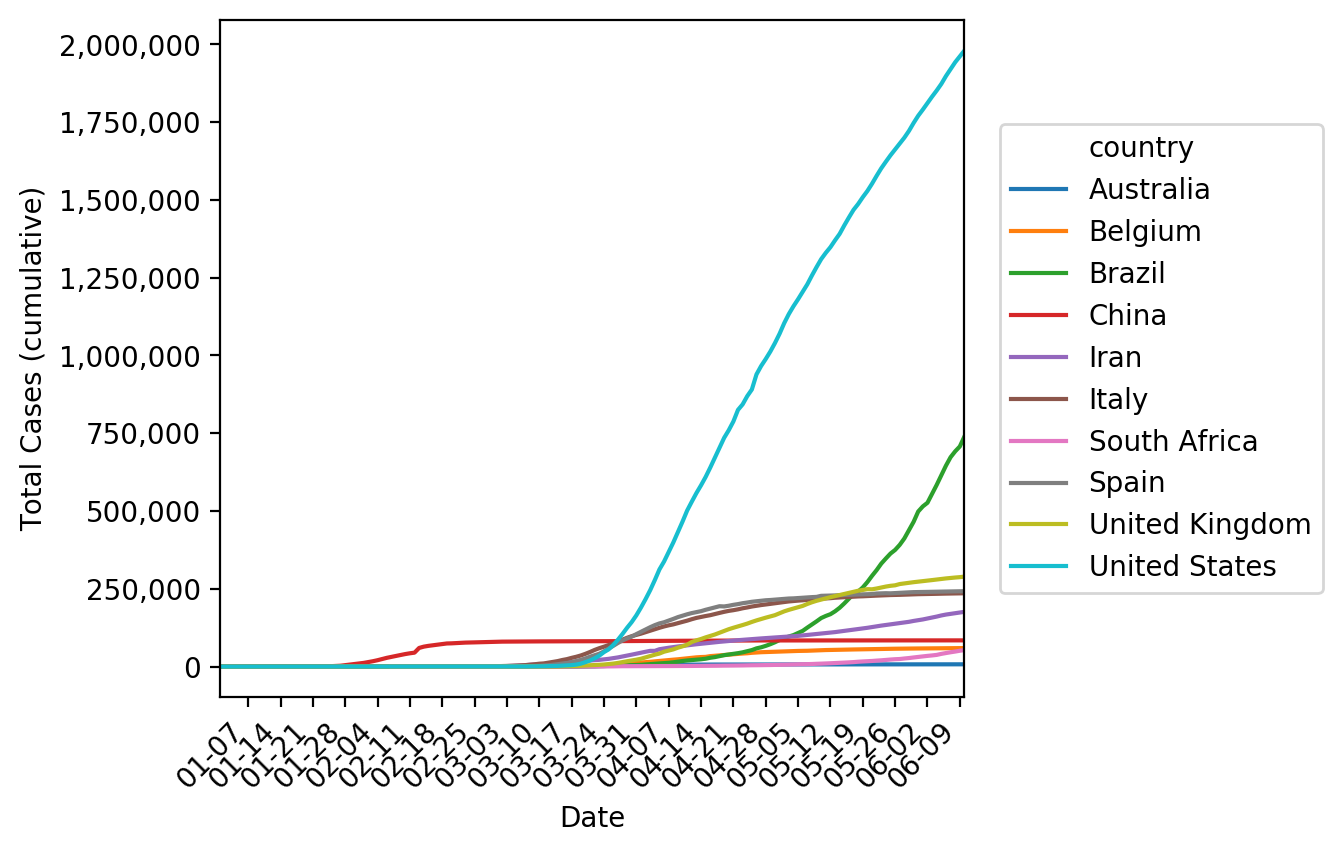 2,000,000
1,750,000
1,500,000
1,250,000
1,000,000
750,000
500,000
250,000
0
Total Cases (cumulative)
01-07
01-14
01-21
01-28
02-04
02-11
02-18
02-25
03-03
03-10
03-17
03-24
03-31
04-07
04-14
04-21
04-28
05-05
05-12
05-19
05-26
06-02
06-09
Date
country
Australia
Belgium
Brazil
China
Iran
Italy
South Africa
Spain
United Kingdom
United States